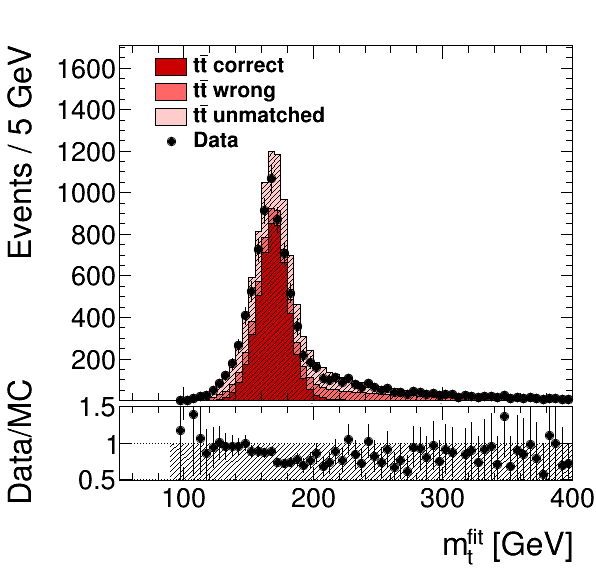 Events / 5 GeV
1600
1400
1200
1000
800
600
400
200
tt̄ correct
tt̄ wrong
tt̄ unmatched
Data
Data/MC
1.5
1
0.5
100 200 300 400
m_t^fit [GeV]